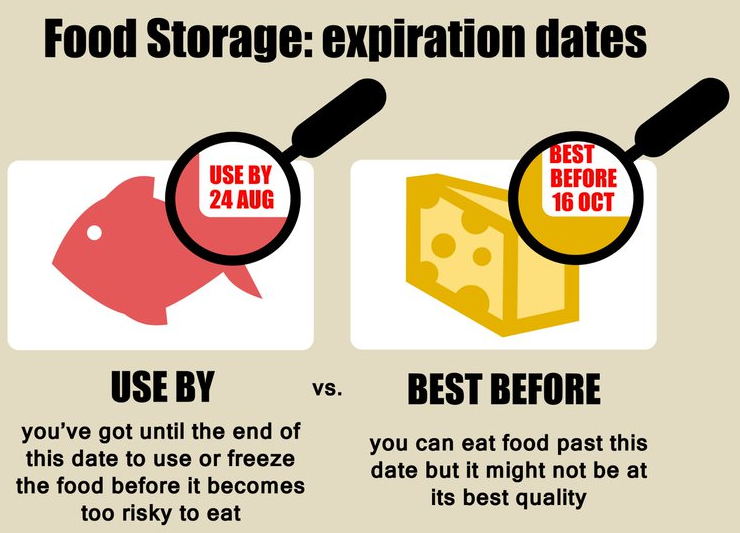 Food Storage: expiration dates
USE BY
24 AUG
BEST
BEFORE
16 OCT
USE BY
vs.
BEST BEFORE
you've got until the end of
this date to use or freeze
the food before it becomes
too risky to eat
you can eat food past this
date but it might not be at
its best quality